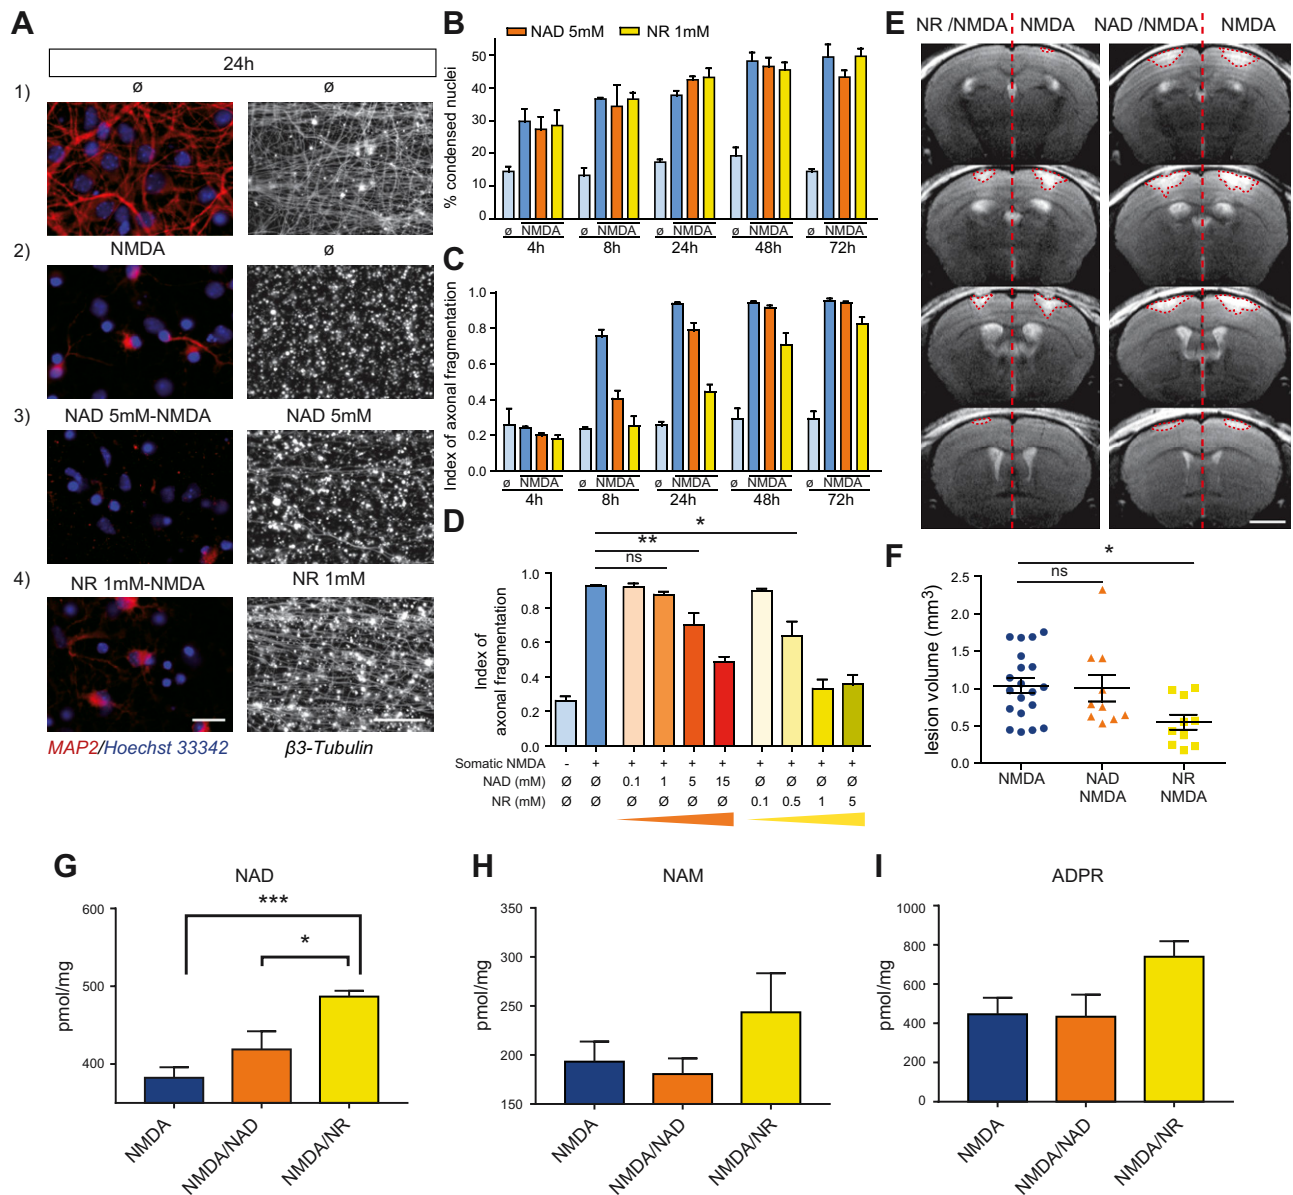 A
24h
ø ø
1)
2) NMDA ø
3) NAD 5mM-NMDA NAD 5mM
4) NR 1mM-NMDA NR 1mM
MAP2/Hoechst 33342 β3-Tubulin
B
NAD 5mM NR 1mM
% condensed nuclei
50
40
30
20
10
0
ø NMDA ø NMDA ø NMDA ø NMDA ø NMDA
4h 8h 24h 48h 72h
C
Index of axonal fragmentation
1.0
0.8
0.6
0.4
0.2
0.0
ø NMDA ø NMDA ø NMDA ø NMDA ø NMDA
4h 8h 24h 48h 72h
D
*
**
ns
Index of
axonal fragmentation
1.0
0.8
0.6
0.4
0.2
0.0
Somatic NMDA - + + + + + + + + +
NAD (mM) Ø Ø 0.1 1 5 15 Ø Ø Ø Ø
NR (mM) Ø Ø Ø Ø Ø Ø 0.1 0.5 1 5
E
NR /NMDA NMDA NAD /NMDA NMDA
F
*
ns
lesion volume (mm³)
2.5
2.0
1.5
1.0
0.5
0.0
NMDA NAD NR
NMDA NMDA
G
NAD
***
*
pmol/mg
600
500
400
NMDA NMDA/NAD NMDA/NR
H
NAM
pmol/mg
350
300
250
200
150
NMDA NMDA/NAD NMDA/NR
I
ADPR
pmol/mg
1000
800
600
400
200
0
NMDA NMDA/NAD NMDA/NR